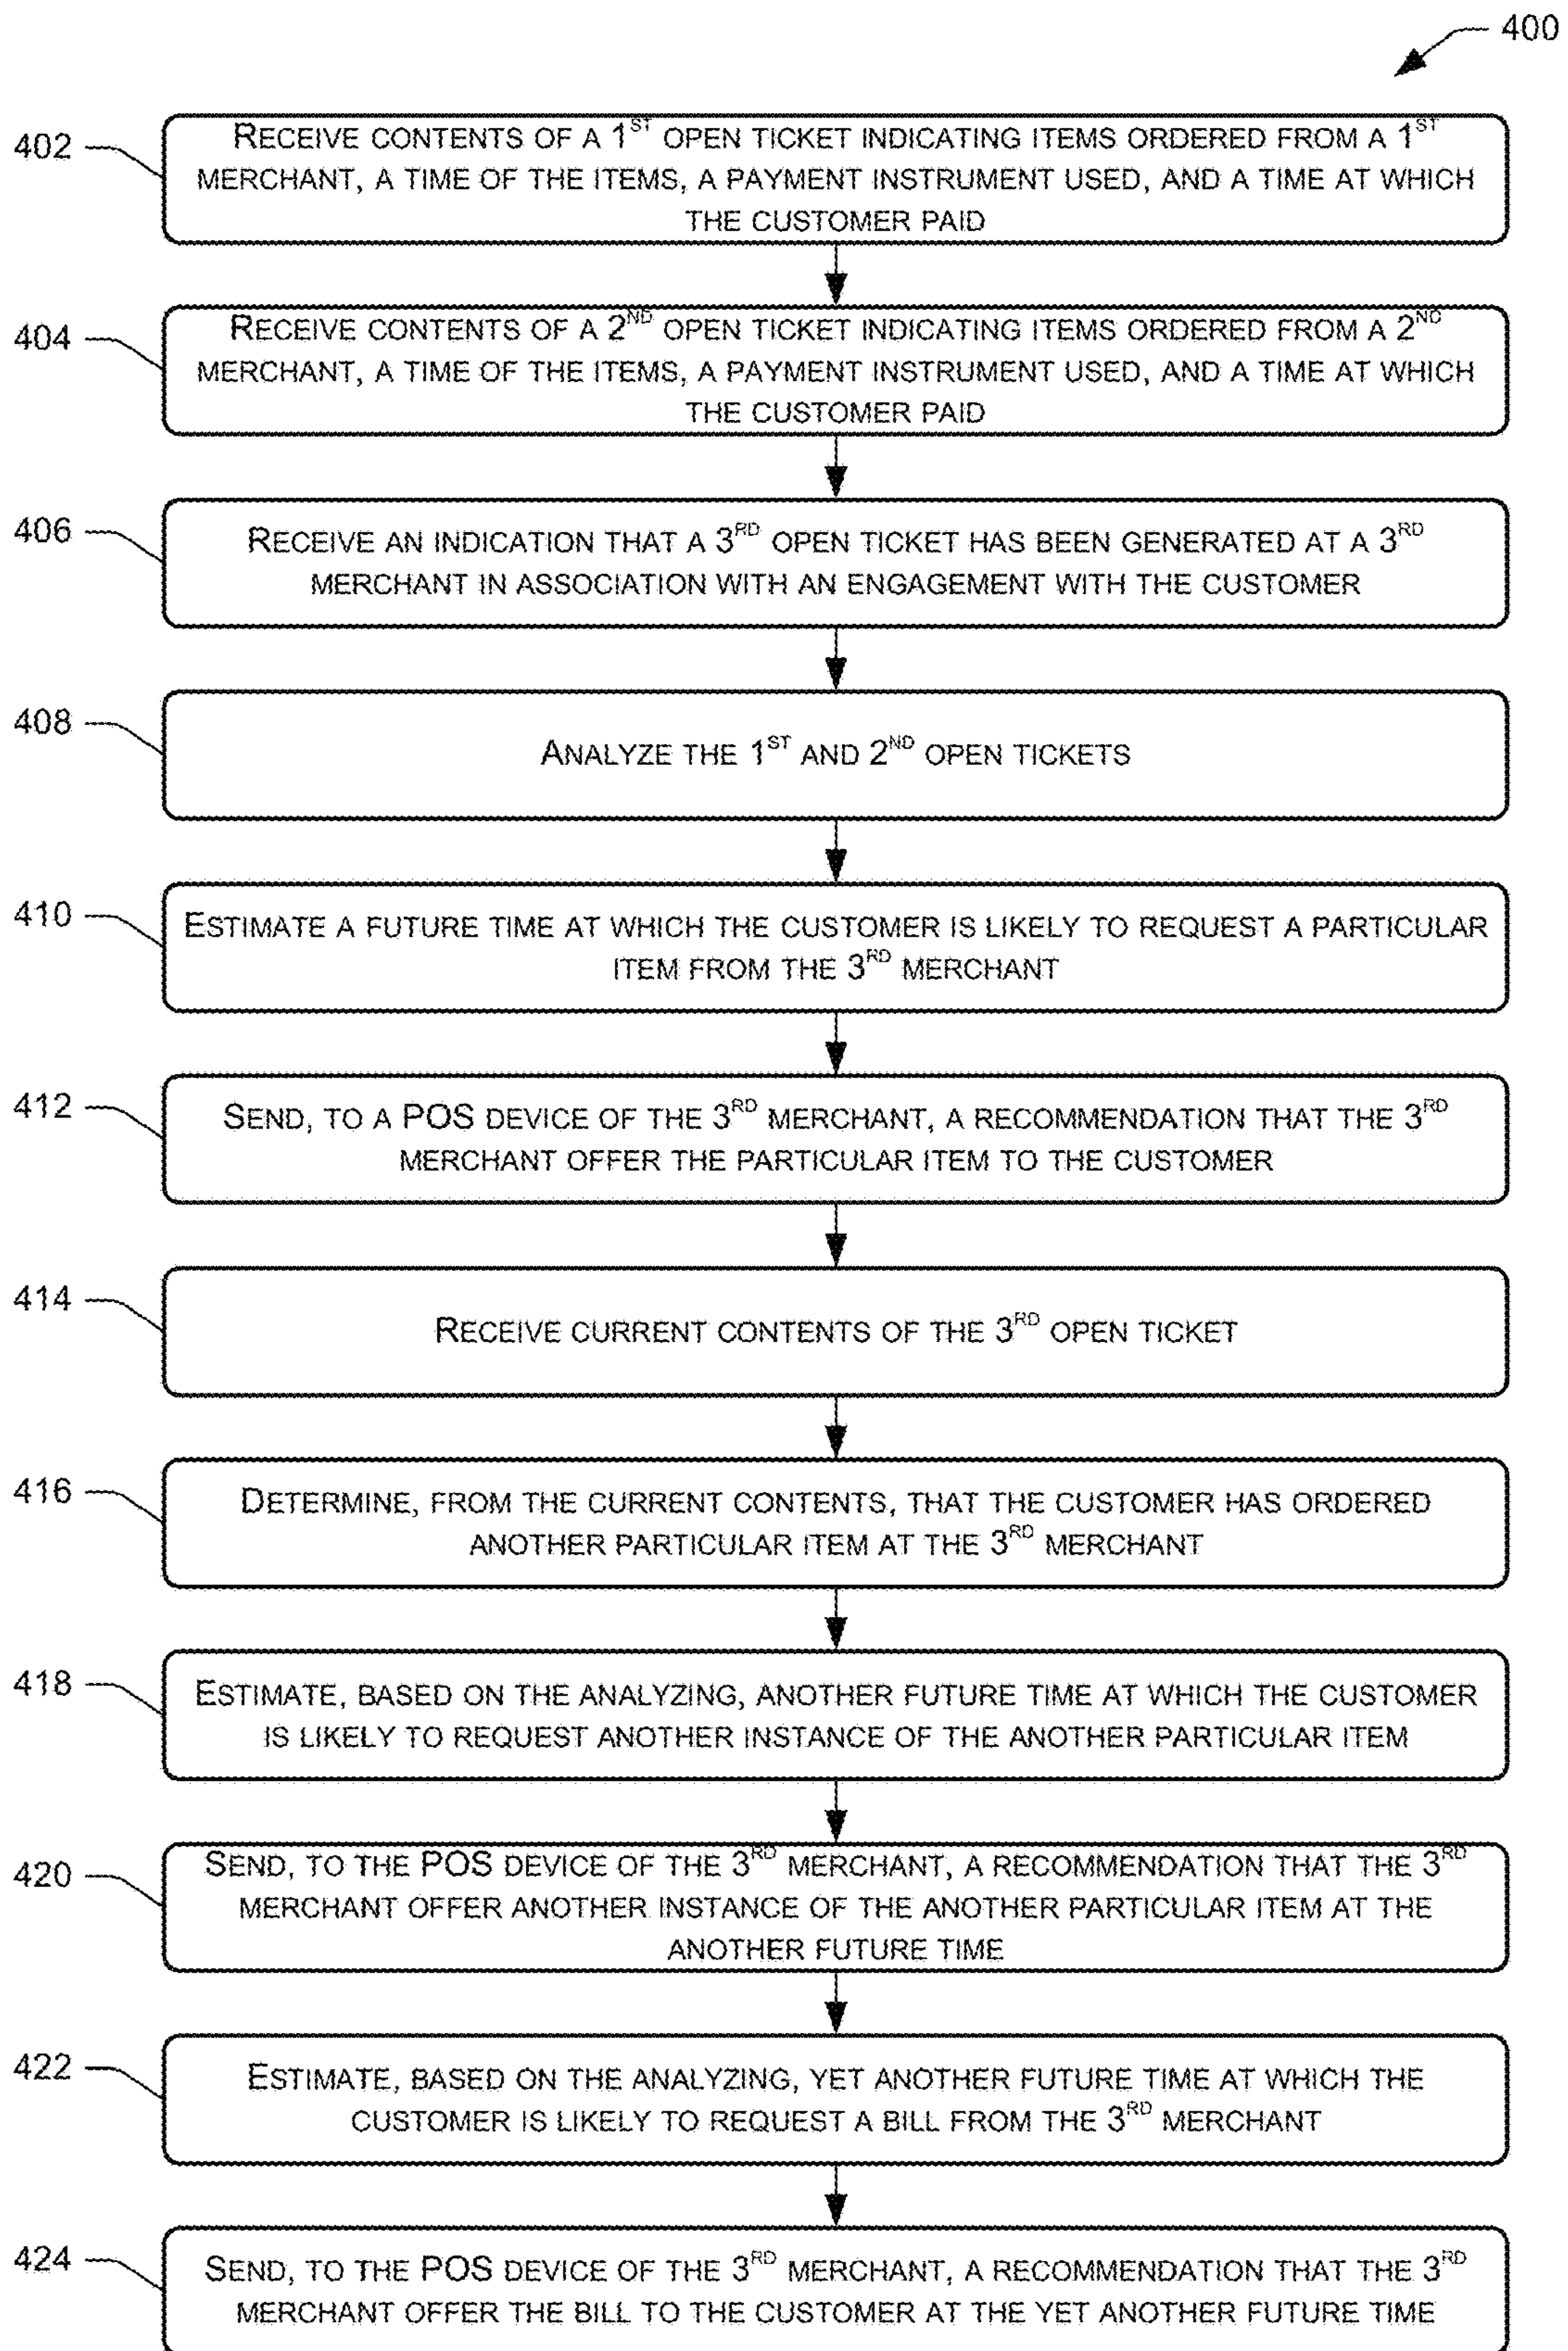 400
402
RECEIVE CONTENTS OF A 1ST OPEN TICKET INDICATING ITEMS ORDERED FROM A 1ST
MERCHANT, A TIME OF THE ITEMS, A PAYMENT INSTRUMENT USED, AND A TIME AT WHICH
THE CUSTOMER PAID
404
RECEIVE CONTENTS OF A 2ND OPEN TICKET INDICATING ITEMS ORDERED FROM A 2ND
MERCHANT, A TIME OF THE ITEMS, A PAYMENT INSTRUMENT USED, AND A TIME AT WHICH
THE CUSTOMER PAID
406
RECEIVE AN INDICATION THAT A 3RD OPEN TICKET HAS BEEN GENERATED AT A 3RD
MERCHANT IN ASSOCIATION WITH AN ENGAGEMENT WITH THE CUSTOMER
408
ANALYZE THE 1ST AND 2ND OPEN TICKETS
410
ESTIMATE A FUTURE TIME AT WHICH THE CUSTOMER IS LIKELY TO REQUEST A PARTICULAR
ITEM FROM THE 3RD MERCHANT
412
SEND, TO A POS DEVICE OF THE 3RD MERCHANT, A RECOMMENDATION THAT THE 3RD
MERCHANT OFFER THE PARTICULAR ITEM TO THE CUSTOMER
414
RECEIVE CURRENT CONTENTS OF THE 3RD OPEN TICKET
416
DETERMINE, FROM THE CURRENT CONTENTS, THAT THE CUSTOMER HAS ORDERED
ANOTHER PARTICULAR ITEM AT THE 3RD MERCHANT
418
ESTIMATE, BASED ON THE ANALYZING, ANOTHER FUTURE TIME AT WHICH THE CUSTOMER
IS LIKELY TO REQUEST ANOTHER INSTANCE OF THE ANOTHER PARTICULAR ITEM
420
SEND, TO THE POS DEVICE OF THE 3RD MERCHANT, A RECOMMENDATION THAT THE 3RD
MERCHANT OFFER ANOTHER INSTANCE OF THE ANOTHER PARTICULAR ITEM AT THE
ANOTHER FUTURE TIME
422
ESTIMATE, BASED ON THE ANALYZING, YET ANOTHER FUTURE TIME AT WHICH THE
CUSTOMER IS LIKELY TO REQUEST A BILL FROM THE 3RD MERCHANT
424
SEND, TO THE POS DEVICE OF THE 3RD MERCHANT, A RECOMMENDATION THAT THE 3RD
MERCHANT OFFER THE BILL TO THE CUSTOMER AT THE YET ANOTHER FUTURE TIME